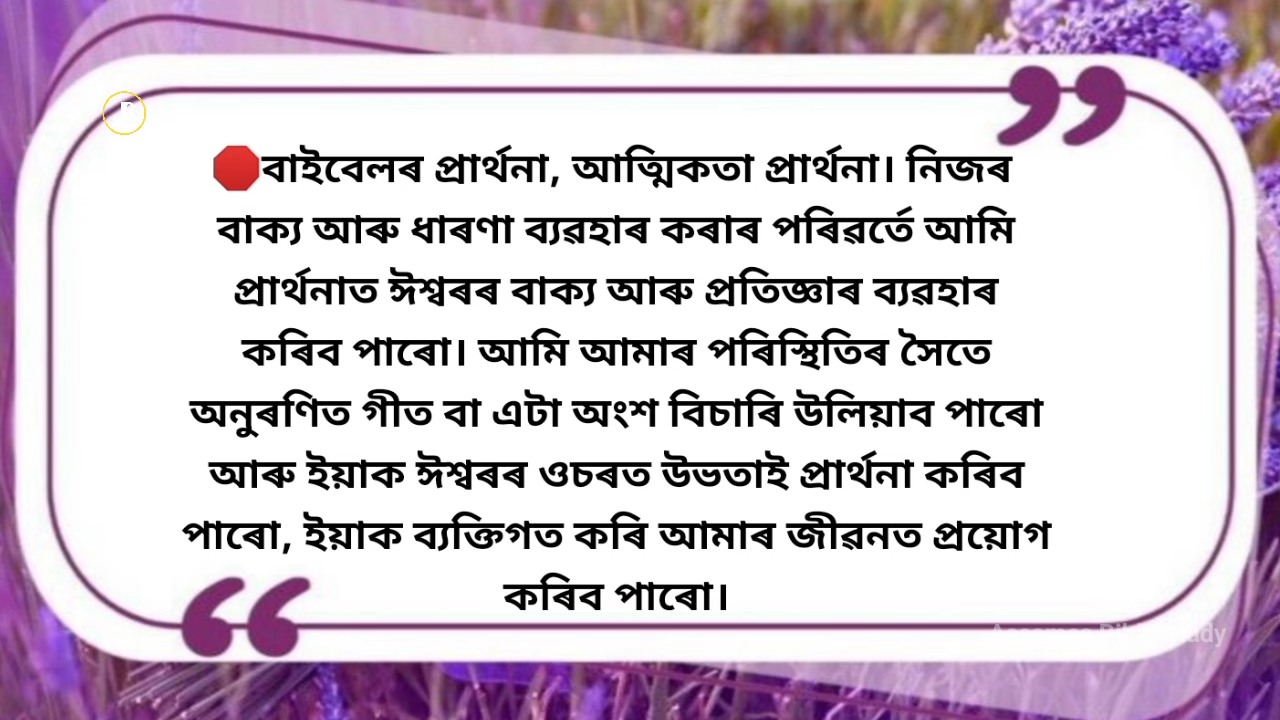 বাইবেলৰ প্ৰাৰ্থনা, আত্মিকতা প্ৰাৰ্থনা। নিজৰ
বাক্য আৰু ধাৰণা ব্যৱহাৰ কৰাৰ পৰিৱৰ্তে আমি
প্ৰাৰ্থনাত ঈশ্বৰৰ বাক্য আৰু প্ৰতিজ্ঞাৰ ব্যৱহাৰ
কৰিব পাৰো। আমি আমাৰ পৰিস্থিতিৰ সৈতে
অনুৰণিত গীত বা এটা অংশ বিচাৰি উলিয়াব পাৰো
আৰু ইয়াক ঈশ্বৰৰ ওচৰত উভতাই প্ৰাৰ্থনা কৰিব
পাৰো, ইয়াক ব্যক্তিগত কৰি আমাৰ জীৱনত প্ৰয়োগ
কৰিব পাৰো।